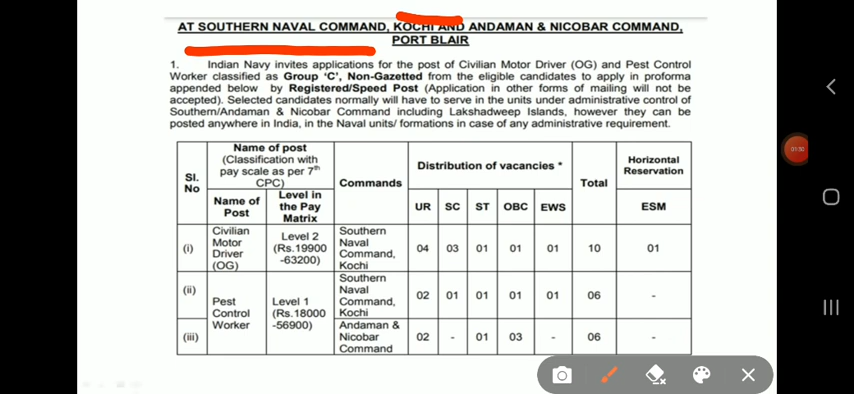 AT SOUTHERN NAVAL COMMAND, KOCHI AND ANDAMAN & NICOBAR COMMAND,
PORT BLAIR
1. Indian Navy invites applications for the post of Civilian Motor Driver (OG) and Pest Control
Worker classified as Group ‘C’, Non-Gazetted from the eligible candidates to apply in proforma
appended below by Registered/Speed Post (Application in other forms of mailing will not be
accepted). Selected candidates normally will have to serve in the units under administrative control of
Southern/Andaman & Nicobar Command including Lakshadweep Islands, however they can be
posted anywhere in India, in the Naval units/ formations in case of any administrative requirement.
Sl. No
Name of post
(Classification with
pay scale as per 7th
CPC)
Commands
Distribution of vacancies *
Total
Horizontal
Reservation
Name of
Post
Level in
the Pay
Matrix
UR SC ST OBC EWS
ESM
(i)
Civilian
Motor
Driver
(OG)
Level 2
(Rs.19900
-63200)
Southern
Naval
Command,
Kochi
04 03 01 01 01 10 01
(ii)
Pest
Control
Worker
Level 1
(Rs.18000
-56900)
Southern
Naval
Command,
Kochi
02 01 01 01 01 06 -
(iii)
Andaman &
Nicobar
Command
02 - 01 03 - 06 -
01:50